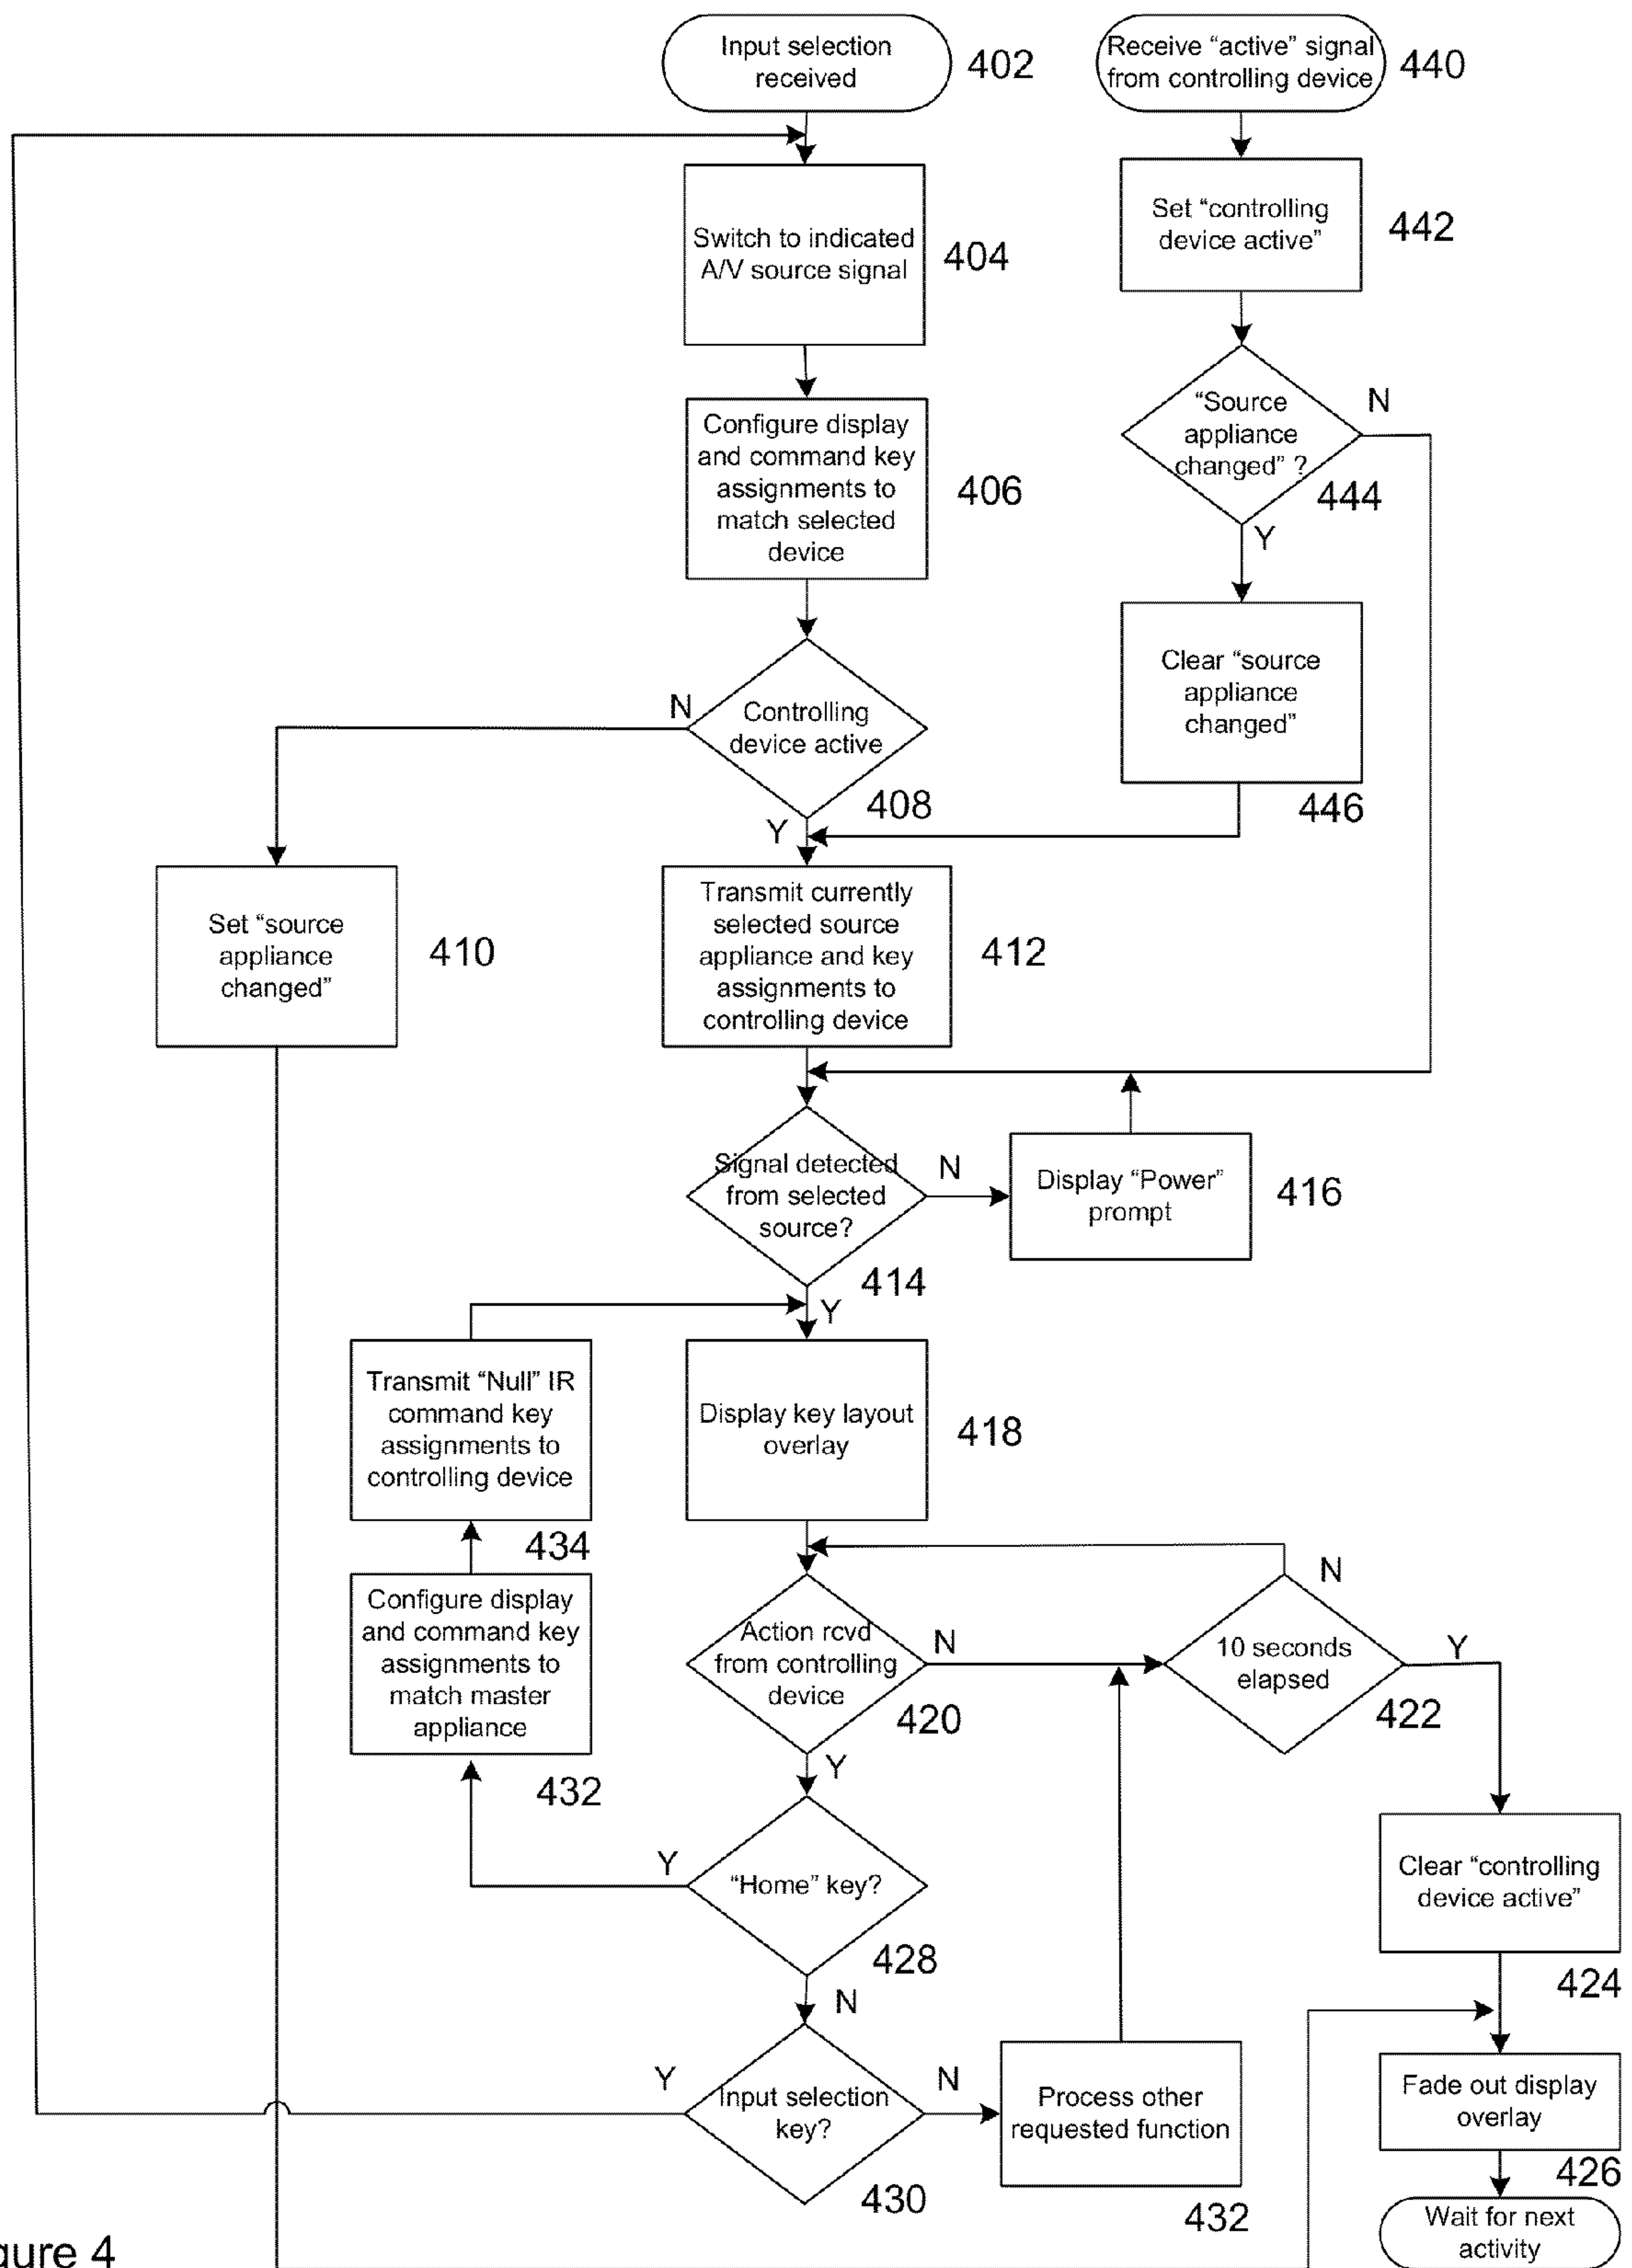 Input selection
received
402
Receive “active” signal
from controlling device
440
Switch to indicated
A/V source signal
404
Set “controlling
device active”
442
Configure display
and command key
assignments to
match selected
device
406
“Source
appliance
changed” ?
N
444
Y
Controlling
device active
N
408
Y
Clear “source
appliance
changed”
446
Set “source
appliance
changed”
410
Transmit currently
selected source
appliance and key
assignments to
controlling device
412
Signal detected
from selected
source?
N
414
Y
Display “Power”
prompt
416
Transmit “Null” IR
command key
assignments to
controlling device
434
Display key layout
overlay
418
Configure display
and command key
assignments to
match master
appliance
432
Action rcvd
from controlling
device
N
420
Y
10 seconds
elapsed
N
Y
422
“Home” key?
Y
428
N
Clear “controlling
device active”
424
Input selection
key?
Y
N
430
Process other
requested function
432
Fade out display
overlay
426
Wait for next
activity
gure 4